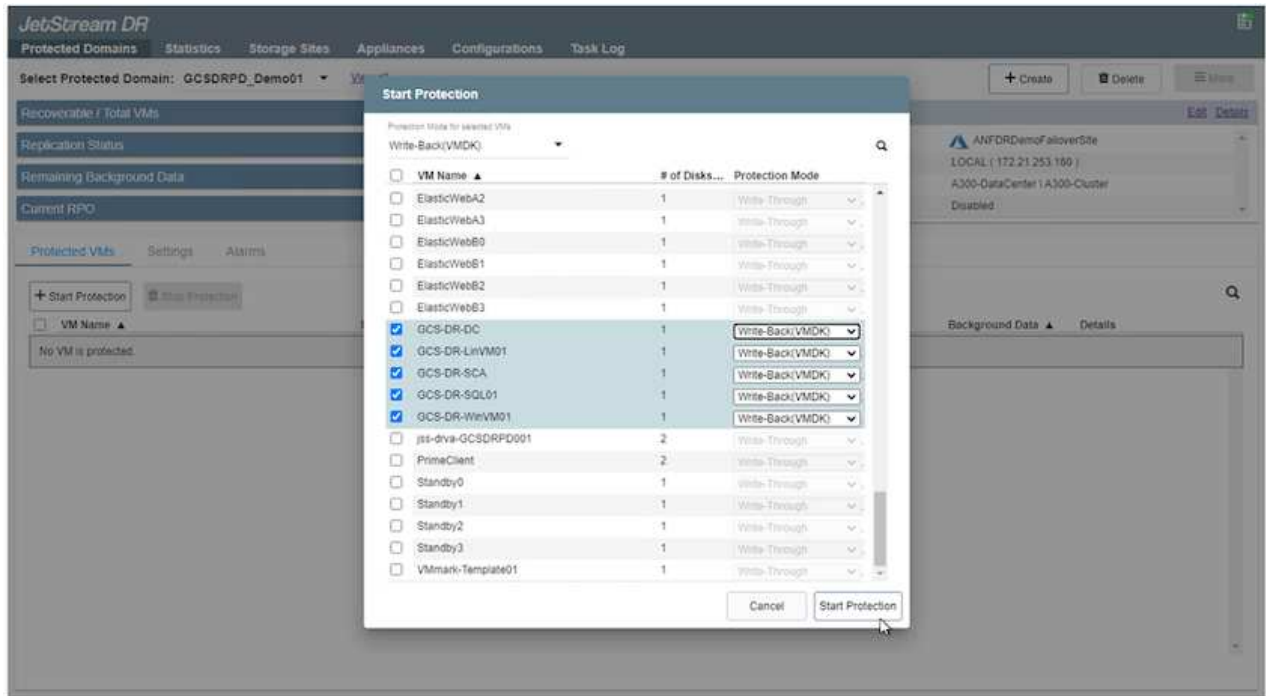 JetStream DR
Protected Domains Statistics Storage Sites Appliances Configurations Task Log
Select Protected Domain: GCSDRPD_Demo01
+ Create Delete More
Recoverable / Total VMs
Edit Details
Replication Status
Remaining Background Data
Current RPO
ANFDRDemoFailoverSite
LOCAL ( 172.21.253.160 )
A300-DataCenter \ A300-Cluster
Disabled
Protected VMs Settings Alarms
+ Start Protection Stop Protection
VM Name ▲
Background Data ▲ Details
No VM is protected.
Start Protection
Protection Mode for selected VMs
Write-Back(VMDK)
VM Name ▲ # of Disks... Protection Mode
ElasticWebA2 1 Write-Through
ElasticWebA3 1 Write-Through
ElasticWebB0 1 Write-Through
ElasticWebB1 1 Write-Through
ElasticWebB2 1 Write-Through
ElasticWebB3 1 Write-Through
GCS-DR-DC 1 Write-Back(VMDK)
GCS-DR-LinVM01 1 Write-Back(VMDK)
GCS-DR-SCA 1 Write-Back(VMDK)
GCS-DR-SQL01 1 Write-Back(VMDK)
GCS-DR-WinVM01 1 Write-Back(VMDK)
jss-drva-GCSDRPD001 2 Write-Through
PrimeClient 2 Write-Through
Standby0 1 Write-Through
Standby1 1 Write-Through
Standby2 1 Write-Through
Standby3 1 Write-Through
VMmark-Template01 1 Write-Through
Cancel Start Protection